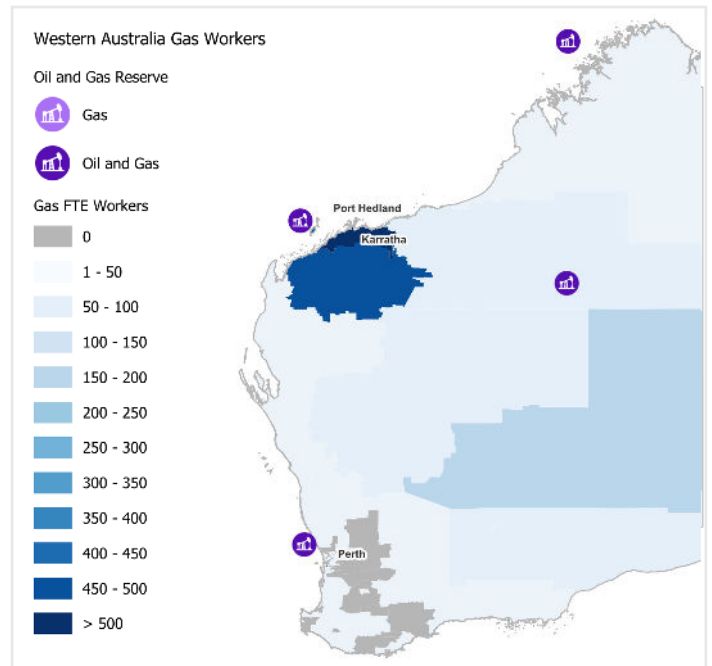 Western Australia Gas Workers
Oil and Gas Reserve
Gas
Oil and Gas
Gas FTE Workers
0
1 - 50
50 - 100
100 - 150
150 - 200
200 - 250
250 - 300
300 - 350
350 - 400
400 - 450
450 - 500
> 500
Port Hedland
Karratha
Perth